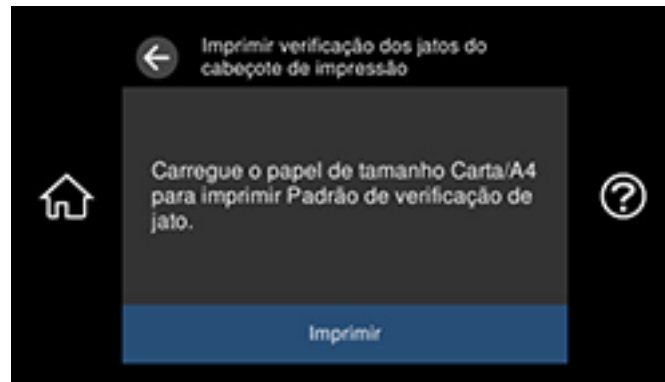 Imprimir verificação dos jatos do
cabeçote de impressão
Carregue o papel de tamanho Carta/A4
para imprimir Padrão de verificação de
jato.
Imprimir